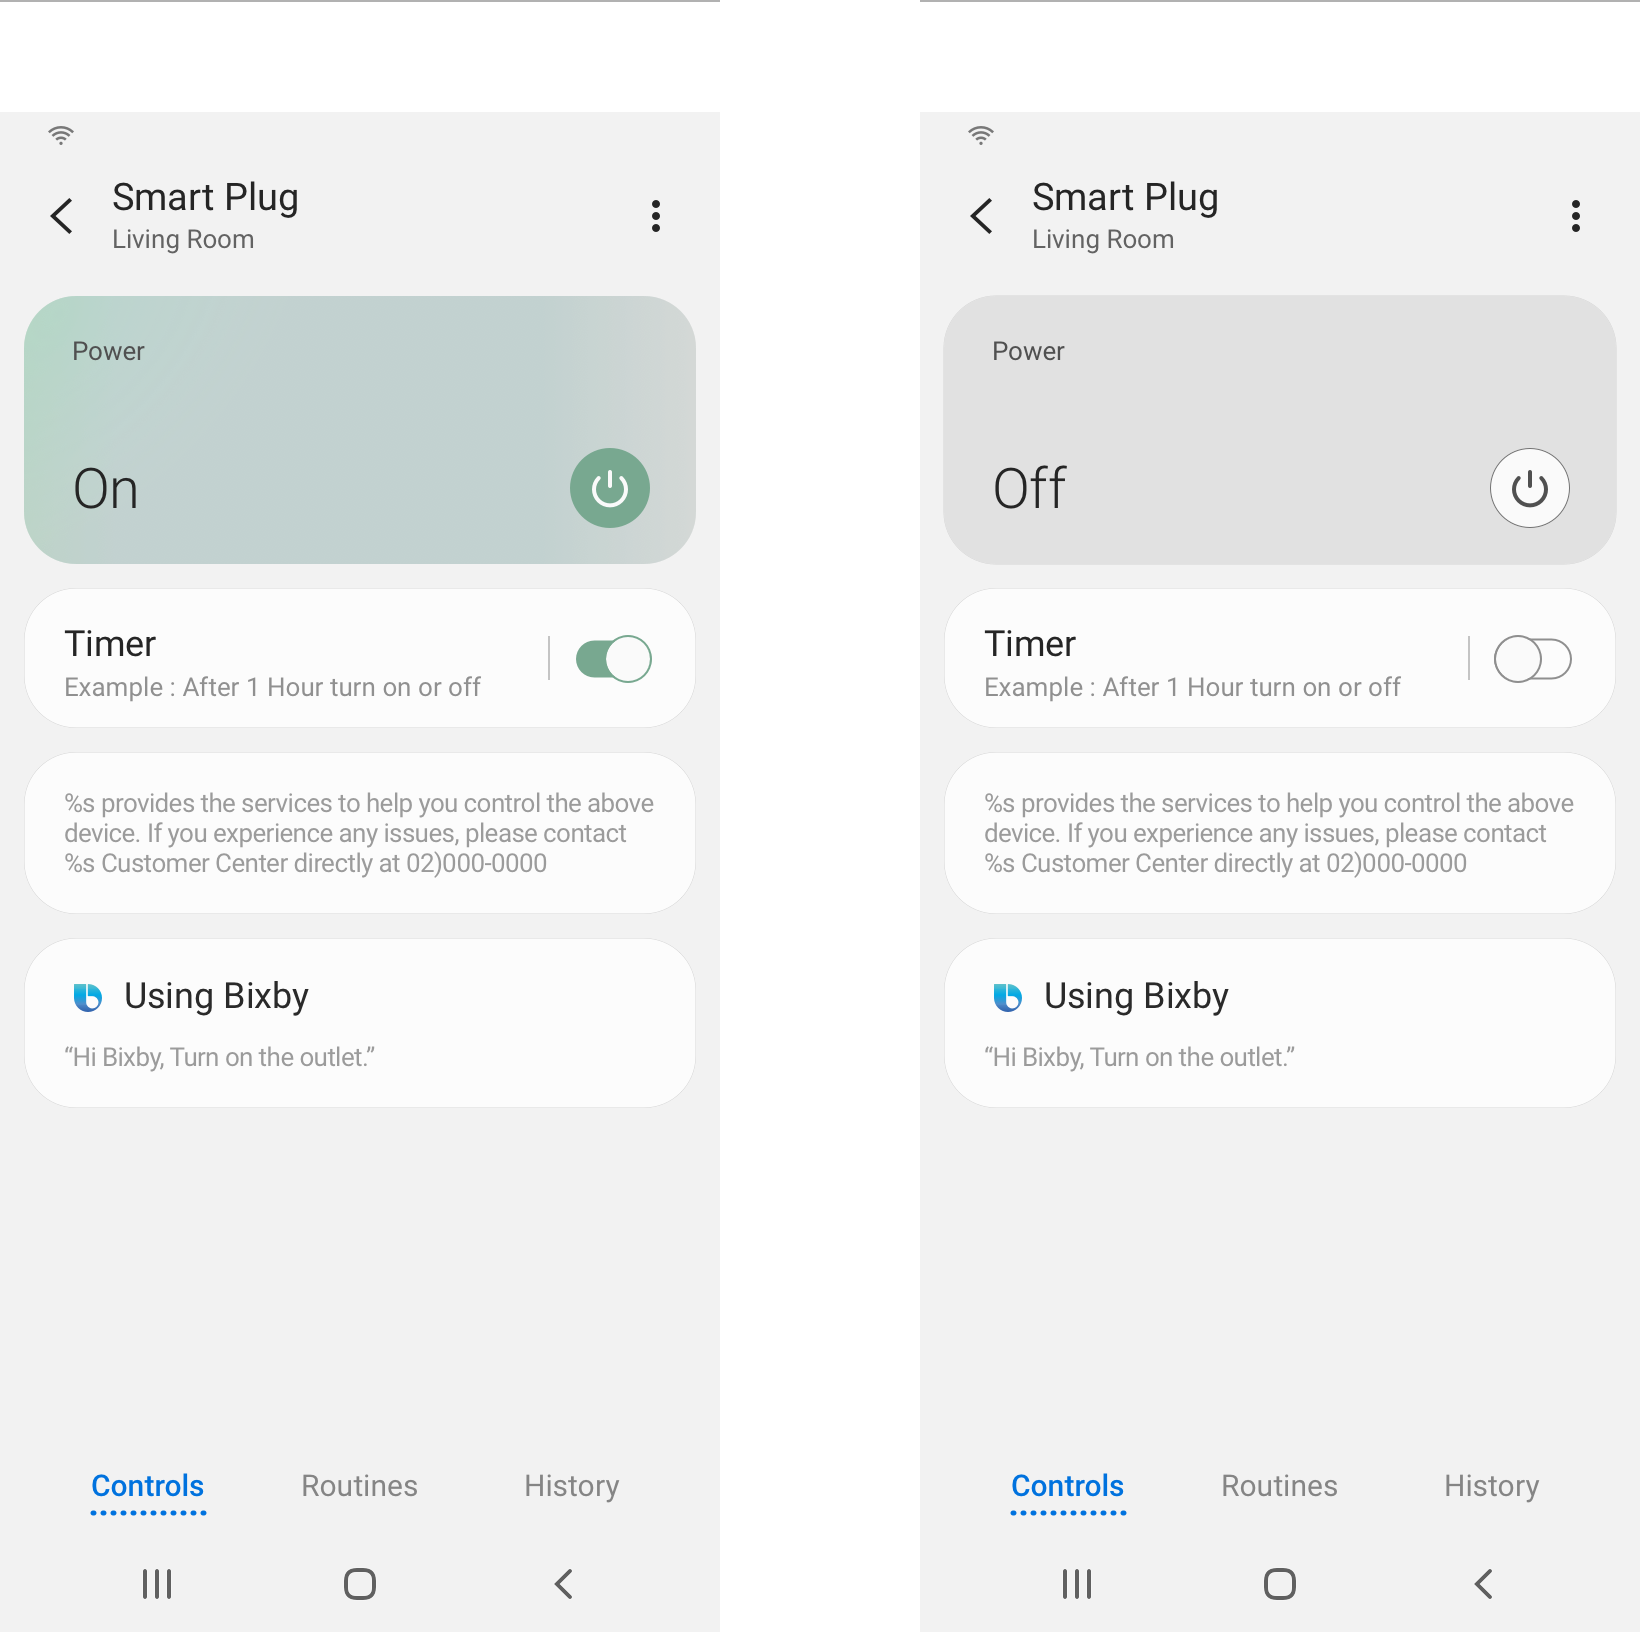 Smart Plug
Living Room
Power
On
Timer
Example : After 1 Hour turn on or off
%s provides the services to help you control the above
device. If you experience any issues, please contact
%s Customer Center directly at 02)000-0000
Using Bixby
“Hi Bixby, Turn on the outlet.”
Controls
Routines
History
Smart Plug
Living Room
Power
Off
Timer
Example : After 1 Hour turn on or off
%s provides the services to help you control the above
device. If you experience any issues, please contact
%s Customer Center directly at 02)000-0000
Using Bixby
“Hi Bixby, Turn on the outlet.”
Controls
Routines
History